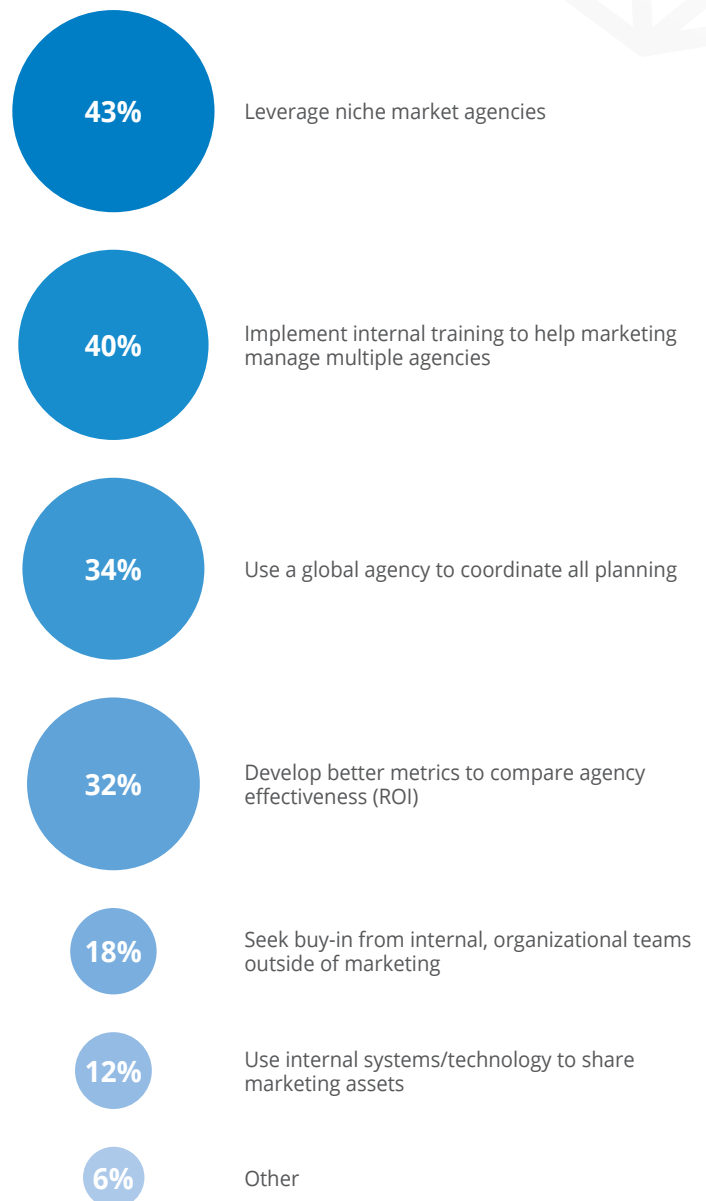 43%
Leverage niche market agencies
40%
Implement internal training to help marketing
manage multiple agencies
34%
Use a global agency to coordinate all planning
32%
Develop better metrics to compare agency
effectiveness (ROI)
18%
Seek buy-in from internal, organizational teams
outside of marketing
12%
Use internal systems/technology to share
marketing assets
6%
Other